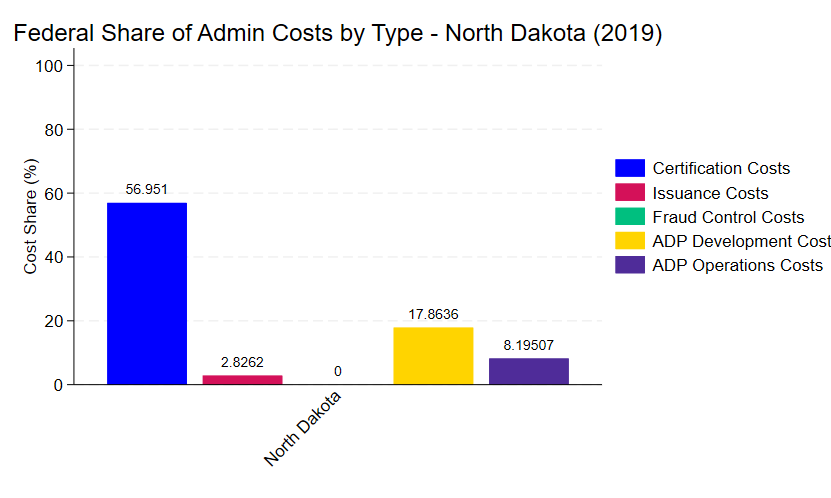 Federal Share of Admin Costs by Type - North Dakota (2019)
100
80
60
40
20
0
Cost Share (%)
56.951
2.8262
0
17.8636
8.19507
North Dakota
Certification Costs
Issuance Costs
Fraud Control Costs
ADP Development Cost
ADP Operations Costs